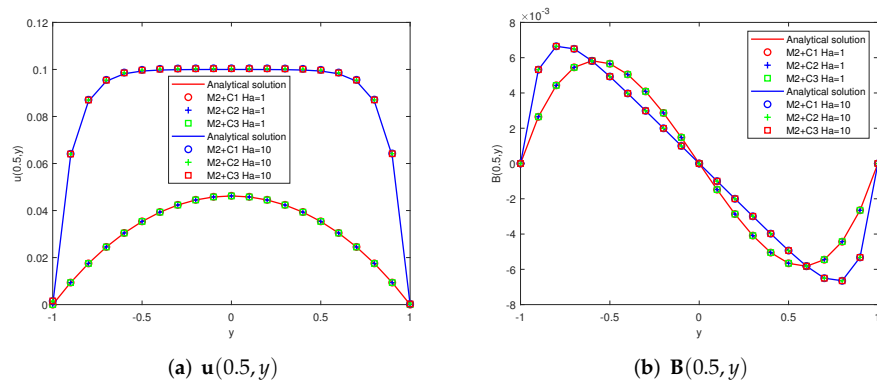 0.12
0.1
0.08
0.06
0.04
0.02
0
u(0.5,y)
-1 -0.5 0 0.5 1
y
Analytical solution
M2+C1 Ha=1
M2+C2 Ha=1
M2+C3 Ha=1
Analytical solution
M2+C1 Ha=10
M2+C2 Ha=10
M2+C3 Ha=10
(a) u(0.5, y)
8 ×10⁻³
6
4
2
0
-2
-4
-6
-8
B(0.5,y)
-1 -0.5 0 0.5 1
y
Analytical solution
M2+C1 Ha=1
M2+C2 Ha=1
M2+C3 Ha=1
Analytical solution
M2+C1 Ha=10
M2+C2 Ha=10
M2+C3 Ha=10
(b) B(0.5, y)